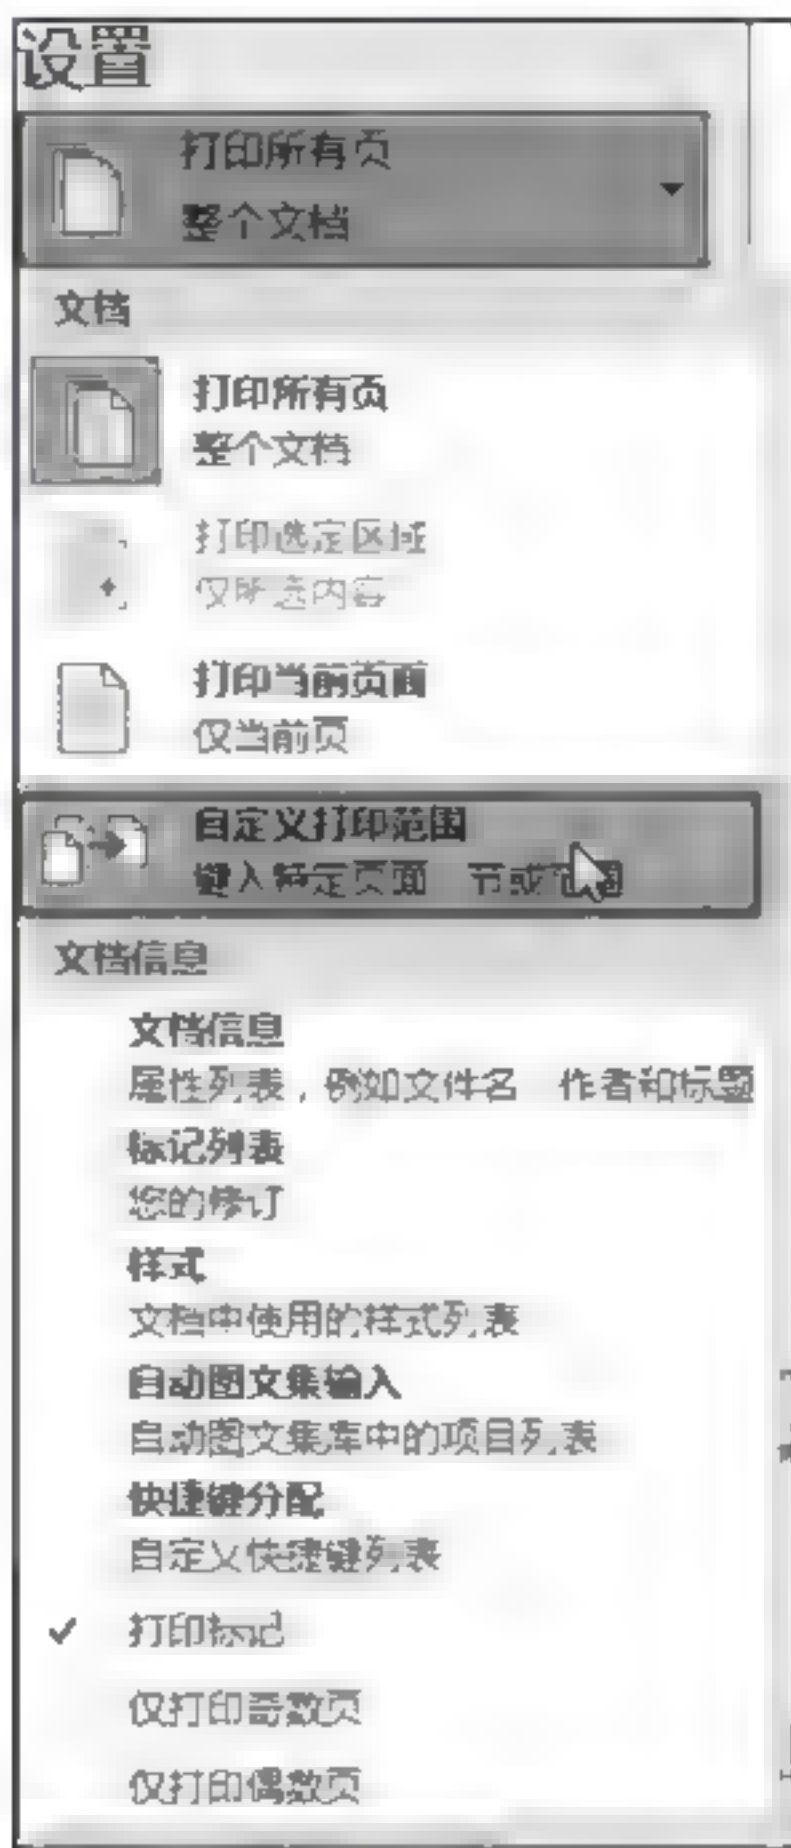 设置
打印所有页
整个文档
文档
打印所有页
整个文档
打印选定区域
仅所选内容
打印当前页面
仅当前页
自定义打印范围
键入特定页面 节或范围
文档信息
文档信息
属性列表，例如文件名 作者和标题
标记列表
您的修订
样式
文档中使用的样式列表
自动图文集输入
自动图文集库中的项目列表
快捷键分配
自定义快捷键列表
打印标记
仅打印奇数页
仅打印偶数页